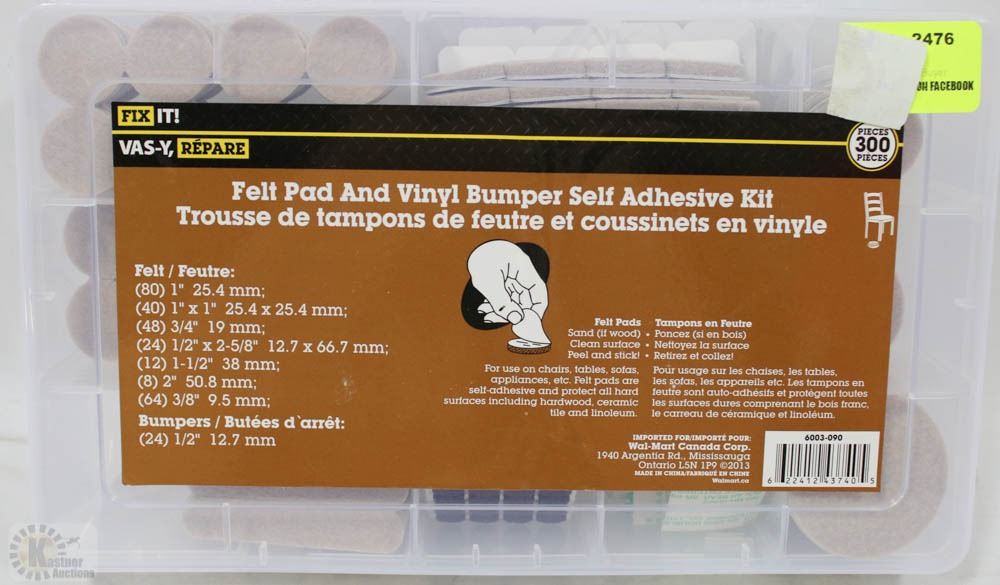 2476
ON FACEBOOK
FIX IT!
VAS-Y, RÉPARE
PIECES
300
PIECES
Felt Pad And Vinyl Bumper Self Adhesive Kit
Trousse de tampons de feutre et coussinets en vinyle
Felt / Feutre:
(80) 1" 25.4 mm;
(40) 1" x 1" 25.4 x 25.4 mm;
(48) 3/4" 19 mm;
(24) 1/2" x 2-5/8" 12.7 x 66.7 mm;
(12) 1-1/2" 38 mm;
(8) 2" 50.8 mm;
(64) 3/8" 9.5 mm;
Bumpers / Butées d`arrêt:
(24) 1/2" 12.7 mm
Felt Pads
Sand (if wood) •
Clean surface •
Peel and stick! •
For use on chairs, tables, sofas,
appliances, etc. Felt pads are
self-adhesive and protect all hard
surfaces including hardwood, ceramic
tile and linoleum.
Tampons en Feutre
Poncez (si en bois)
Nettoyez la surface
Retirez et collez!
Pour usage sur les chaises, les tables,
les sofas, les appareils etc. Les tampons en
feutre sont auto-adhésifs et protégent toutes
les surfaces dures comprenant le bois franc,
le carreau de céramique et linoléum.
IMPORTED FOR/IMPORTÉ POUR:
Wal-Mart Canada Corp.
1940 Argentia Rd., Mississauga
Ontario L5N 1P9 ©2013
MADE IN CHINA/FABRIQUÉ EN CHINE
Walmart.ca
6003-090
6 22412 43740 5
Kastner
Auctions